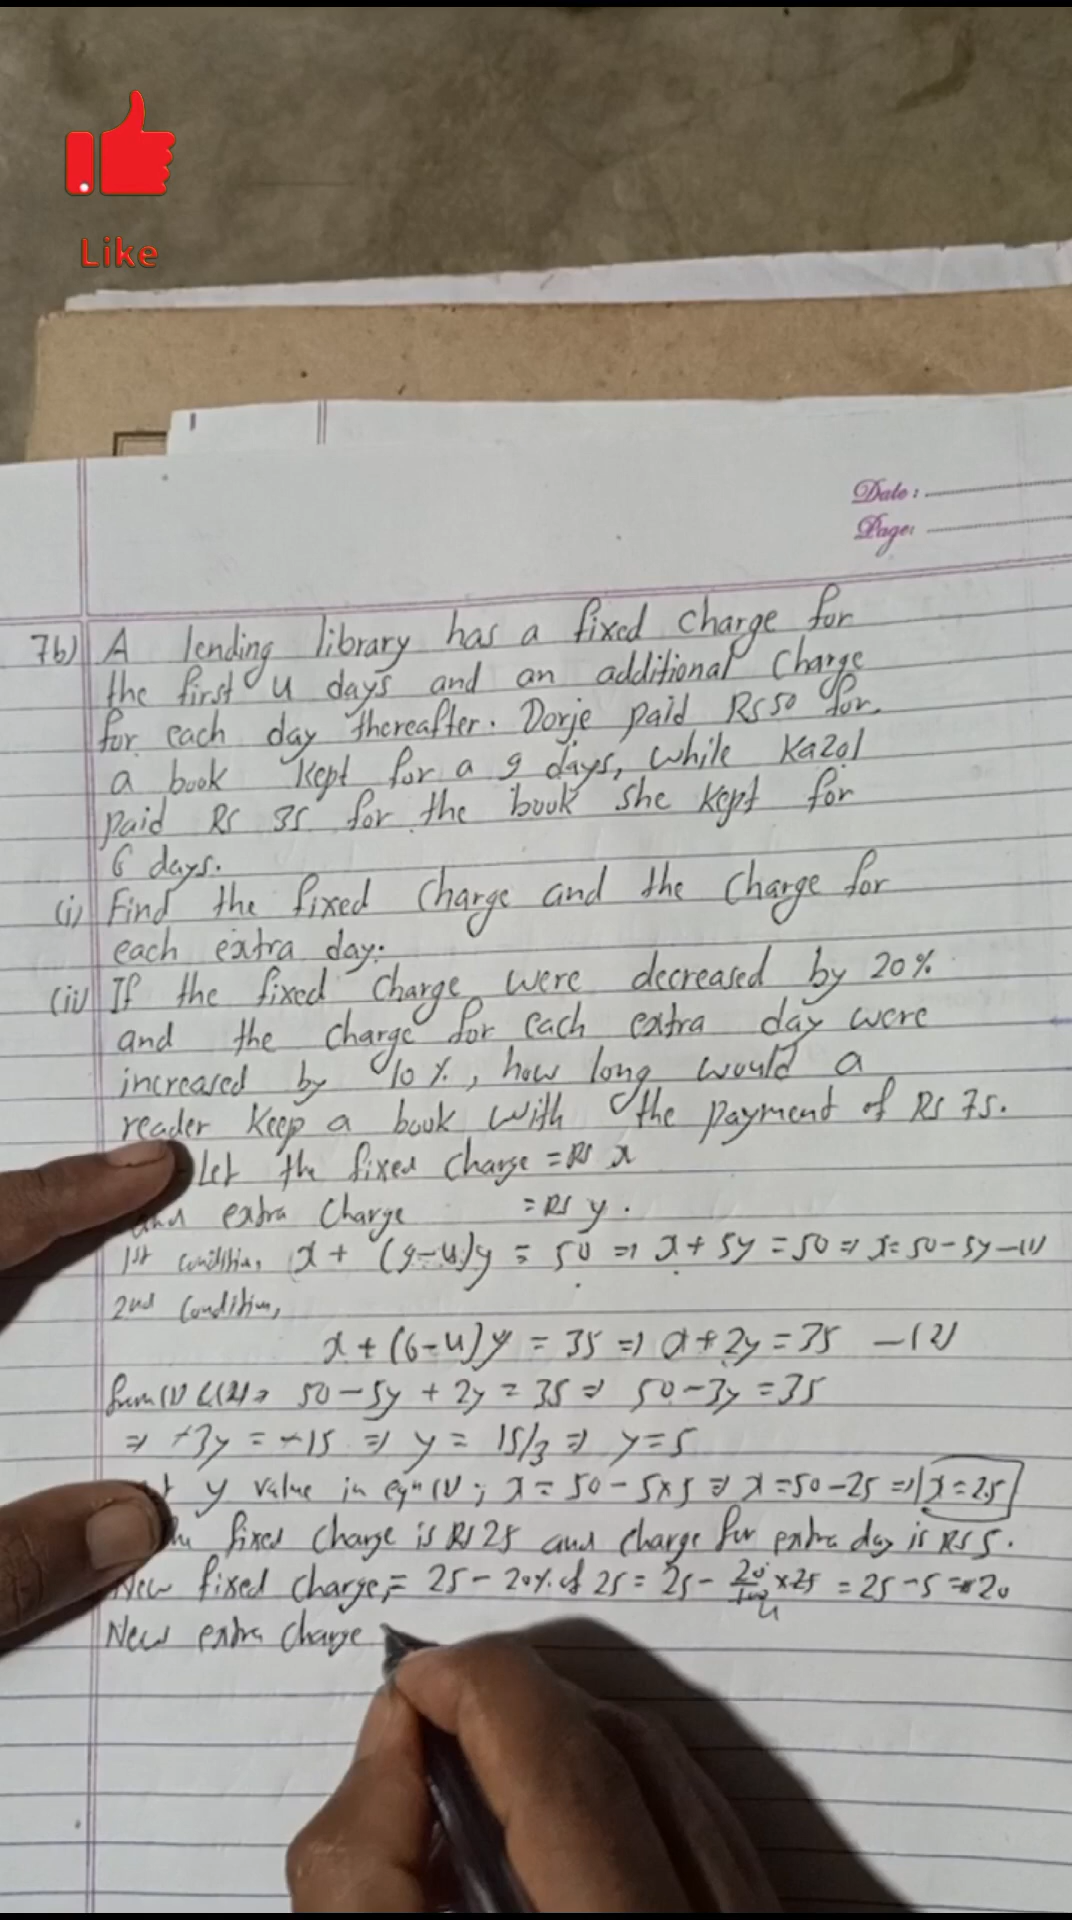 Like
Date:
Page:
7b) A lending library has a fixed charge for
the first 4 days and an additional charge
for each day thereafter. Dorje paid Rs 50 for
a book kept for a 9 days, while Kazol
paid Rs 35 for the book she kept for
6 days.
(i) Find the fixed charge and the charge for
each extra day.
(ii) If the fixed charge were decreased by 20%
and the charge for each extra day were
increased by 10%, how long would a
reader keep a book with the payment of Rs 75.
Let the fixed charge = Rs x
and extra charge = Rs y.
1st condition, x + (9-4)y = 50 ⇒ x + 5y = 50 ⇒ x = 50 - 5y - (1)
2nd condition,
x + (6-4)y = 35 ⇒ x + 2y = 35 - (2)
from (1) & (2) ⇒ 50 - 5y + 2y = 35 ⇒ 50 - 3y = 35
⇒ -3y = -15 ⇒ y = 15/3 ⇒ y = 5
y value in eqn (1); x = 50 - 5×5 ⇒ x = 50 - 25 ⇒ x = 25
fixed charge is Rs 25 and charge for extra day is Rs 5.
New fixed charge, = 25 - 20% of 25 = 25 - 20/100 × 25 = 25 - 5 = 20
New extra charge